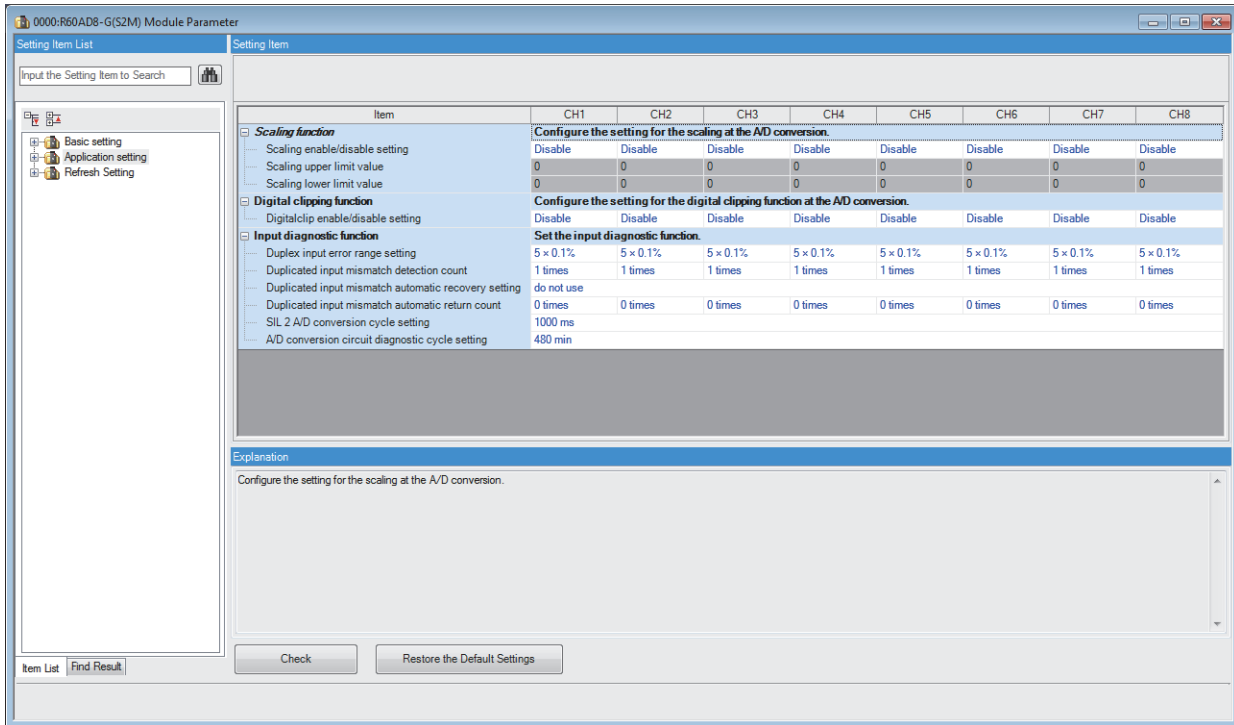 0000:R60AD8-G(S2M) Module Parameter
Setting Item List
Setting Item
Input the Setting Item to Search
Basic setting
Application setting
Refresh Setting
Item CH1 CH2 CH3 CH4 CH5 CH6 CH7 CH8
Scaling function Configure the setting for the scaling at the A/D conversion.
Scaling enable/disable setting Disable Disable Disable Disable Disable Disable Disable Disable
Scaling upper limit value 0 0 0 0 0 0 0 0
Scaling lower limit value 0 0 0 0 0 0 0 0
Digital clipping function Configure the setting for the digital clipping function at the A/D conversion.
Digitalclip enable/disable setting Disable Disable Disable Disable Disable Disable Disable Disable
Input diagnostic function Set the input diagnostic function.
Duplex input error range setting 5 × 0.1% 5 × 0.1% 5 × 0.1% 5 × 0.1% 5 × 0.1% 5 × 0.1% 5 × 0.1% 5 × 0.1%
Duplicated input mismatch detection count 1 times 1 times 1 times 1 times 1 times 1 times 1 times 1 times
Duplicated input mismatch automatic recovery setting do not use
Duplicated input mismatch automatic return count 0 times 0 times 0 times 0 times 0 times 0 times 0 times 0 times
SIL 2 A/D conversion cycle setting 1000 ms
A/D conversion circuit diagnostic cycle setting 480 min
Explanation
Configure the setting for the scaling at the A/D conversion.
Check Restore the Default Settings
Item List Find Result